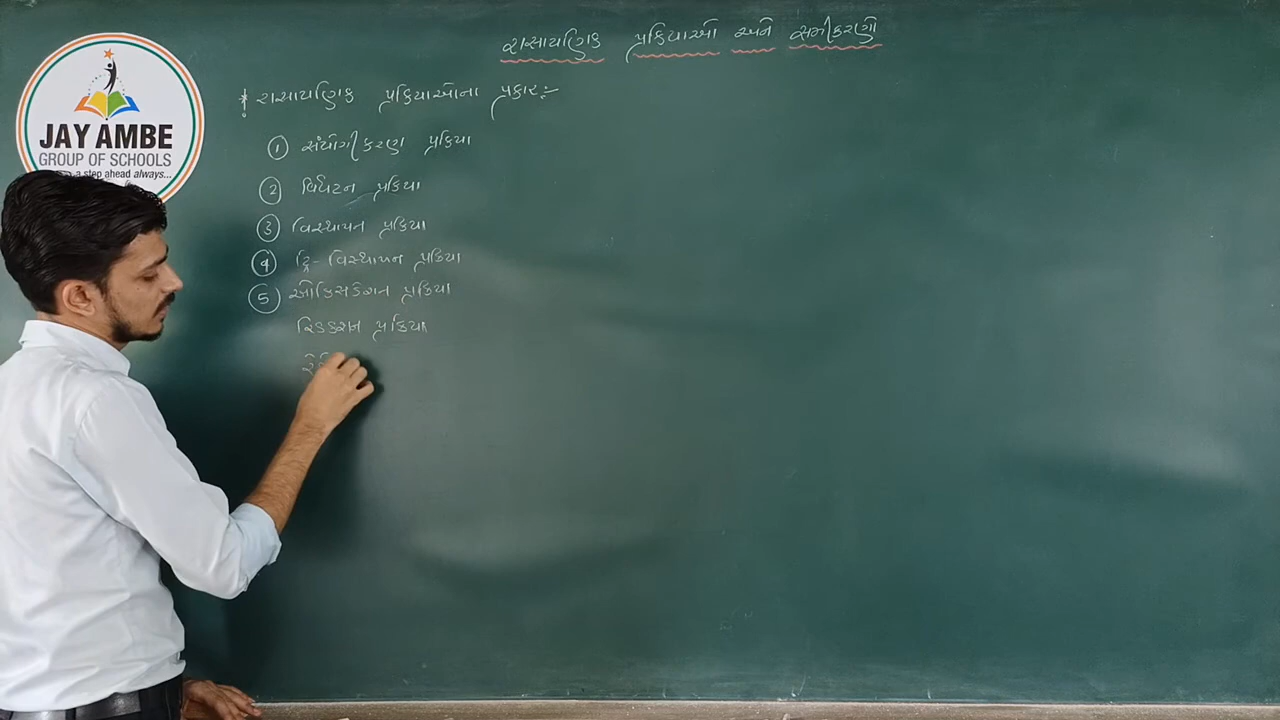 રાસાયણિક પ્રક્રિયાઓ અને સમીકરણો
JAY AMBE
GROUP OF SCHOOLS
a step ahead always...
* રાસાયણિક પ્રક્રિયાઓના પ્રકાર :-
① સંયોગીકરણ પ્રક્રિયા
② વિઘટન પ્રક્રિયા
③ વિસ્થાપન પ્રક્રિયા
④ દ્વિ-વિસ્થાપન પ્રક્રિયા
⑤ ઓક્સિડેશન પ્રક્રિયા
રિડક્શન પ્રક્રિયા